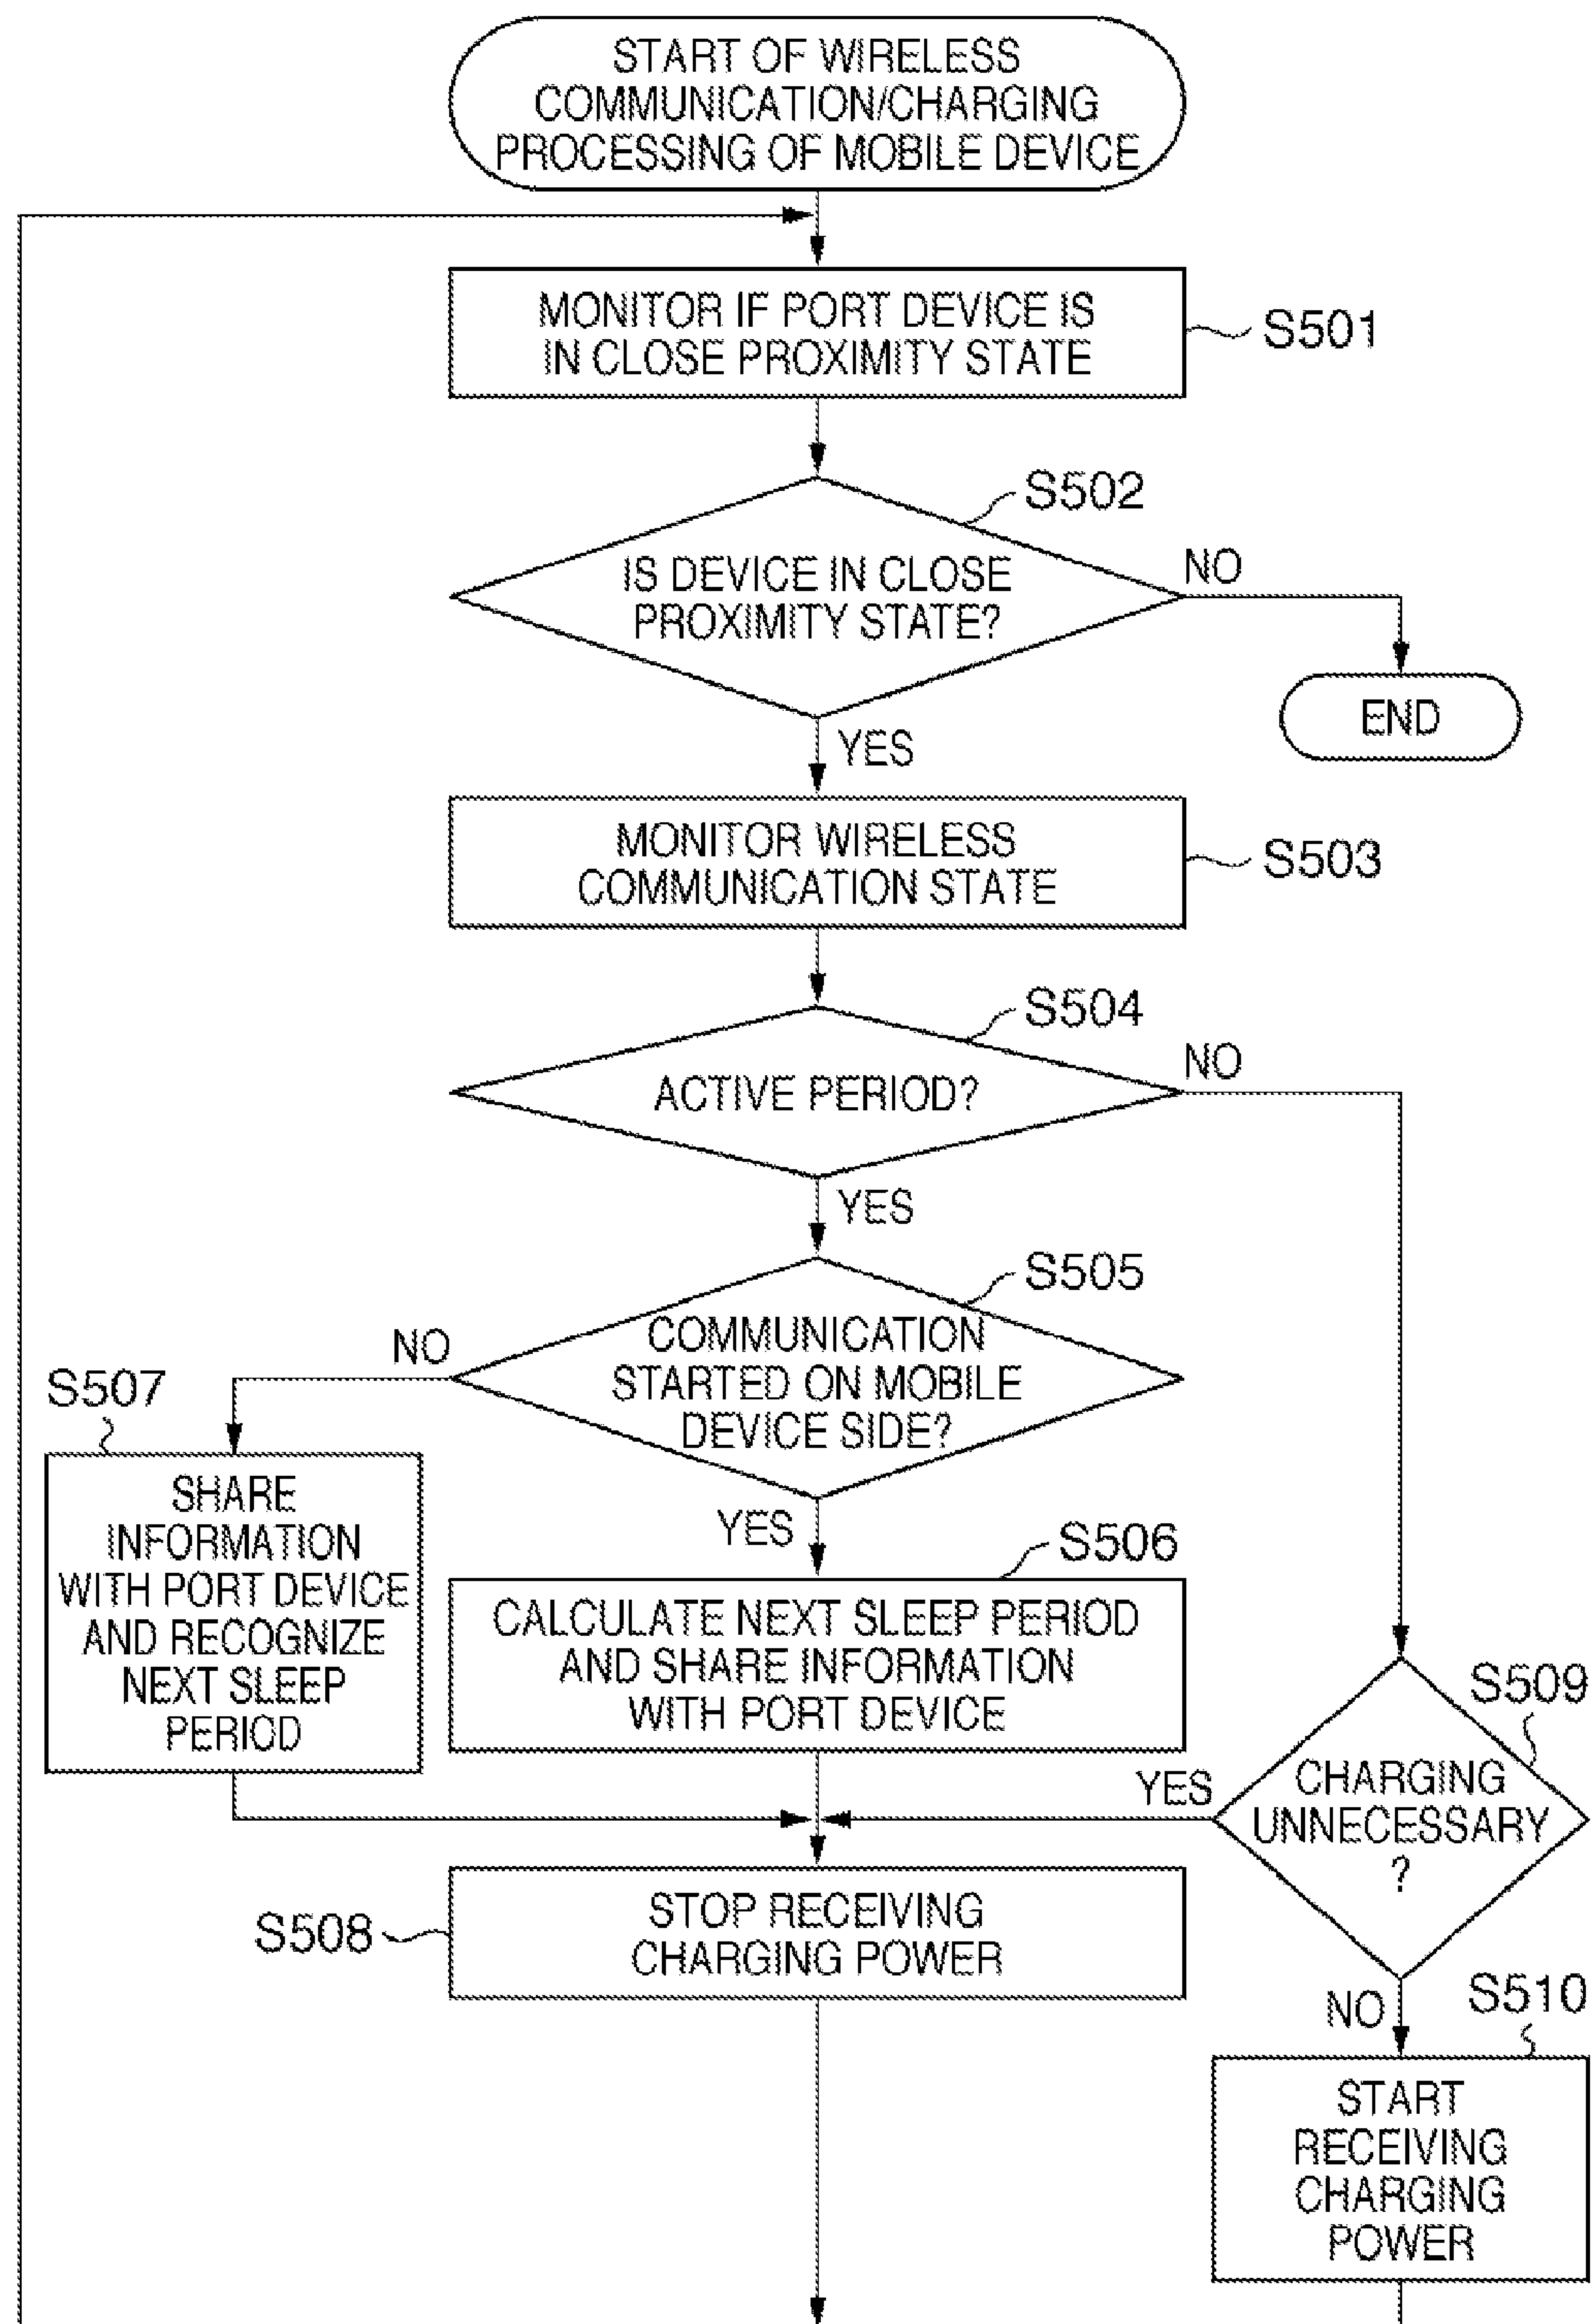 START OF WIRELESS
COMMUNICATION/CHARGING
PROCESSING OF MOBILE DEVICE
MONITOR IF PORT DEVICE IS
IN CLOSE PROXIMITY STATE
S501
S502
IS DEVICE IN CLOSE
PROXIMITY STATE?
NO
END
YES
MONITOR WIRELESS
COMMUNICATION STATE
S503
S504
ACTIVE PERIOD?
NO
YES
S505
COMMUNICATION
STARTED ON MOBILE
DEVICE SIDE?
NO
S507
SHARE
INFORMATION
WITH PORT DEVICE
AND RECOGNIZE
NEXT SLEEP
PERIOD
YES
S506
CALCULATE NEXT SLEEP PERIOD
AND SHARE INFORMATION
WITH PORT DEVICE
S509
CHARGING
UNNECESSARY
?
YES
S508
STOP RECEIVING
CHARGING POWER
NO
S510
START
RECEIVING
CHARGING
POWER